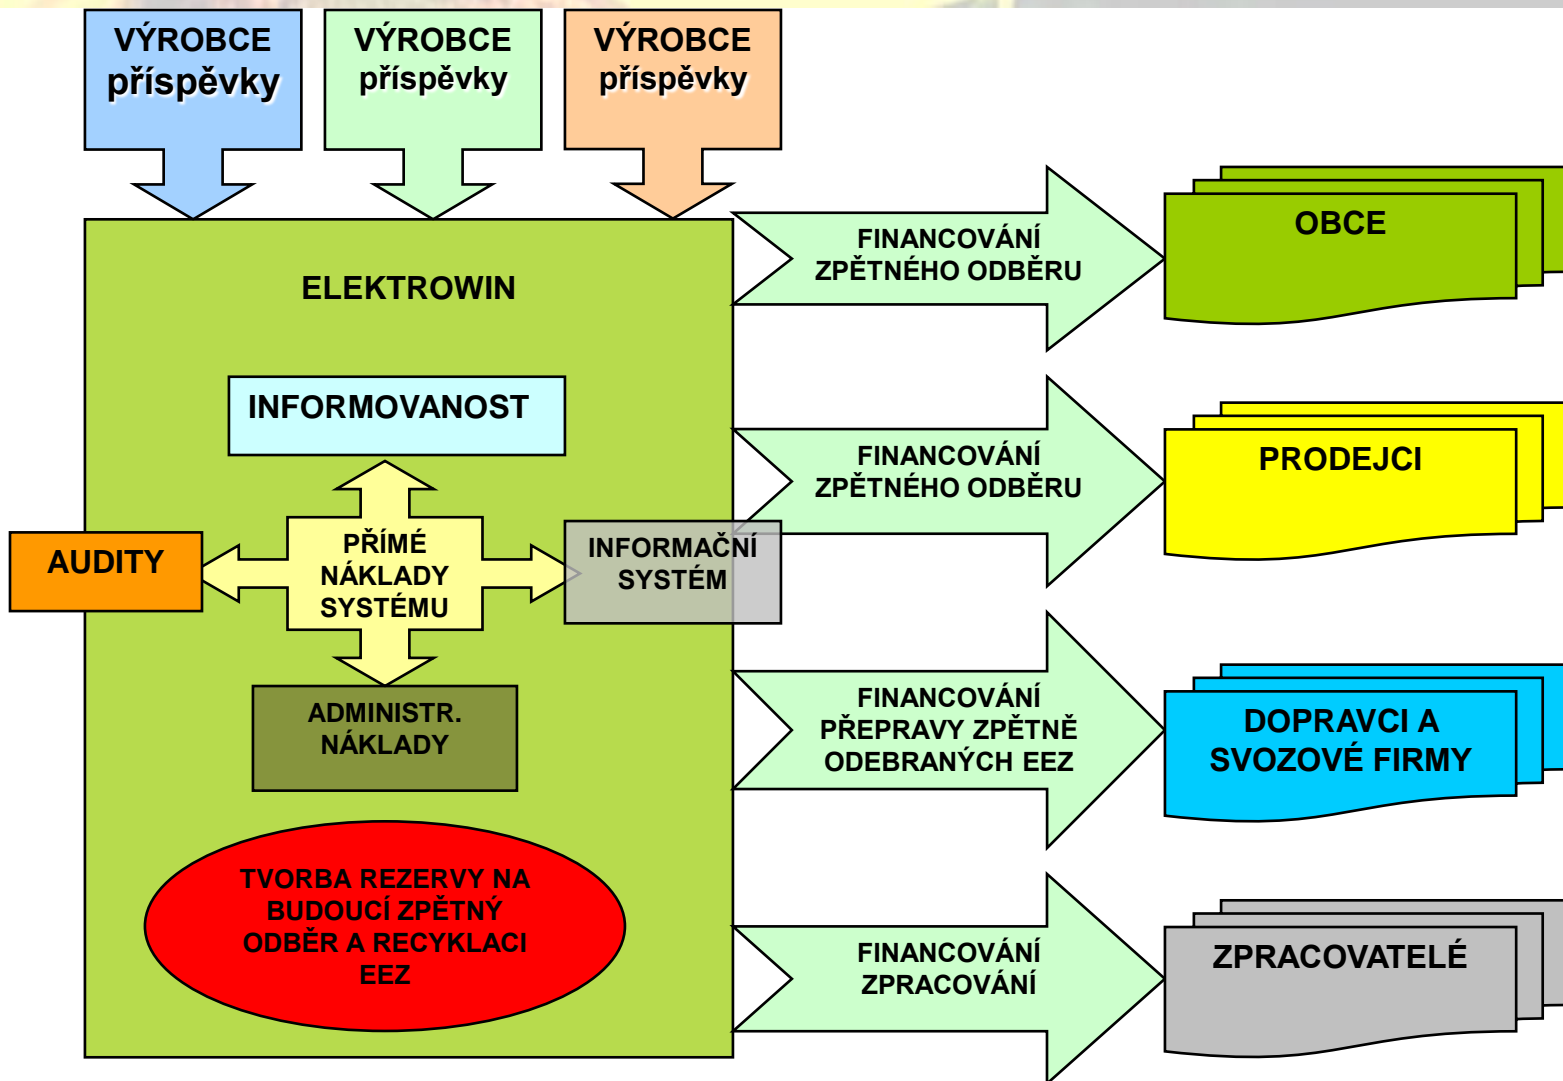 VÝROBCE
příspěvky
VÝROBCE
příspěvky
VÝROBCE
příspěvky
ELEKTROWIN
INFORMOVANOST
AUDITY
PŘÍMÉ
NÁKLADY
SYSTÉMU
INFORMAČNÍ
SYSTÉM
ADMINISTR.
NÁKLADY
TVORBA REZERVY NA
BUDOUCÍ ZPĚTNÝ
ODBĚR A RECYKLACI
EEZ
FINANCOVÁNÍ
ZPĚTNÉHO ODBĚRU
OBCE
FINANCOVÁNÍ
ZPĚTNÉHO ODBĚRU
PRODEJCI
FINANCOVÁNÍ
PŘEPRAVY ZPĚTNĚ
ODEBRANÝCH EEZ
DOPRAVCI A
SVOZOVÉ FIRMY
FINANCOVÁNÍ
ZPRACOVÁNÍ
ZPRACOVATELÉ